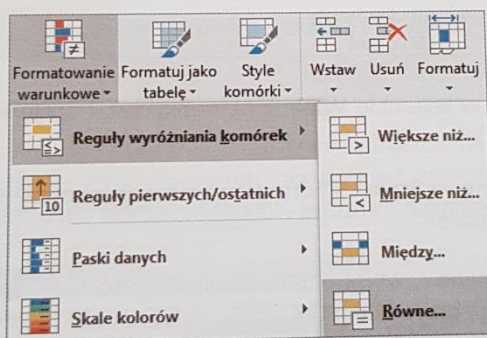 Formatowanie warunkowe
Formatuj jako tabelę
Style komórki
Wstaw
Usuń
Formatuj
Reguły wyróżniania komórek
Większe niż...
Reguły pierwszych/ostatnich
10
Mniejsze niż...
Paski danych
Między...
Skale kolorów
Równe...